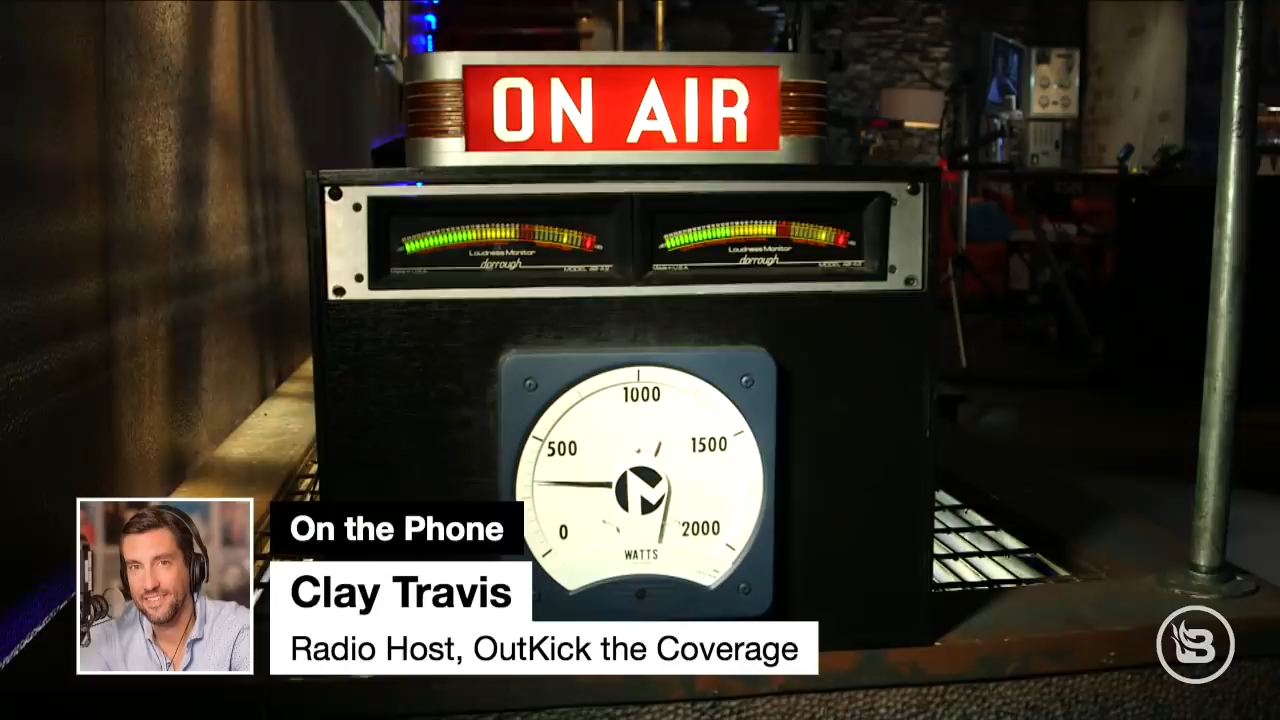 ON AIR
Loudness Monitor
dorrough
Loudness Monitor
dorrough
1000
500
1500
0
2000
WATTS
On the Phone
Clay Travis
Radio Host, OutKick the Coverage